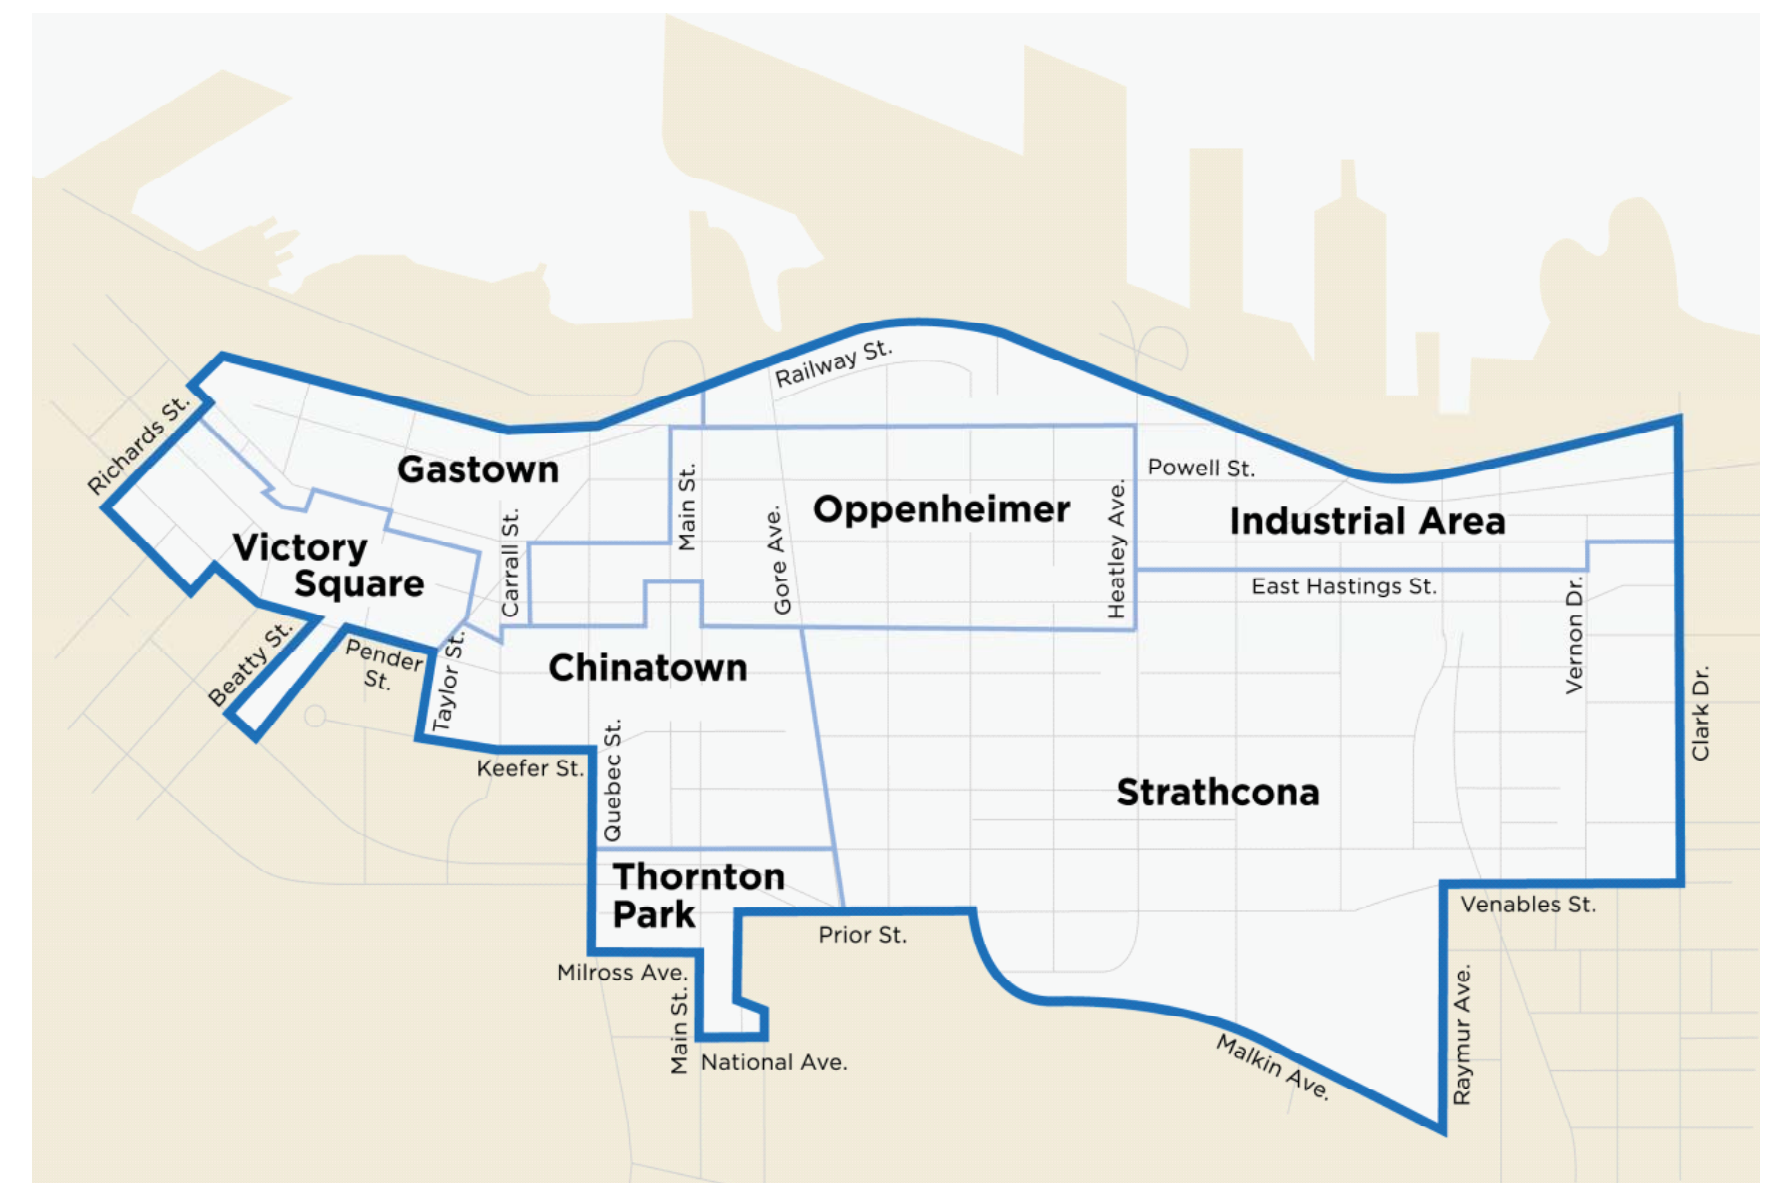 Railway St.
Richards St.
Gastown
Main St.
Powell St.
Oppenheimer
Industrial Area
Gore Ave.
Heatley Ave.
Carrall St.
Victory
Square
East Hastings St.
Vernon Dr.
Beatty St.
Pender
St.
Taylor St.
Chinatown
Clark Dr.
Keefer St.
Quebec St.
Strathcona
Thornton
Park
Prior St.
Venables St.
Milross Ave.
Main St.
National Ave.
Malkin Ave.
Raymur Ave.